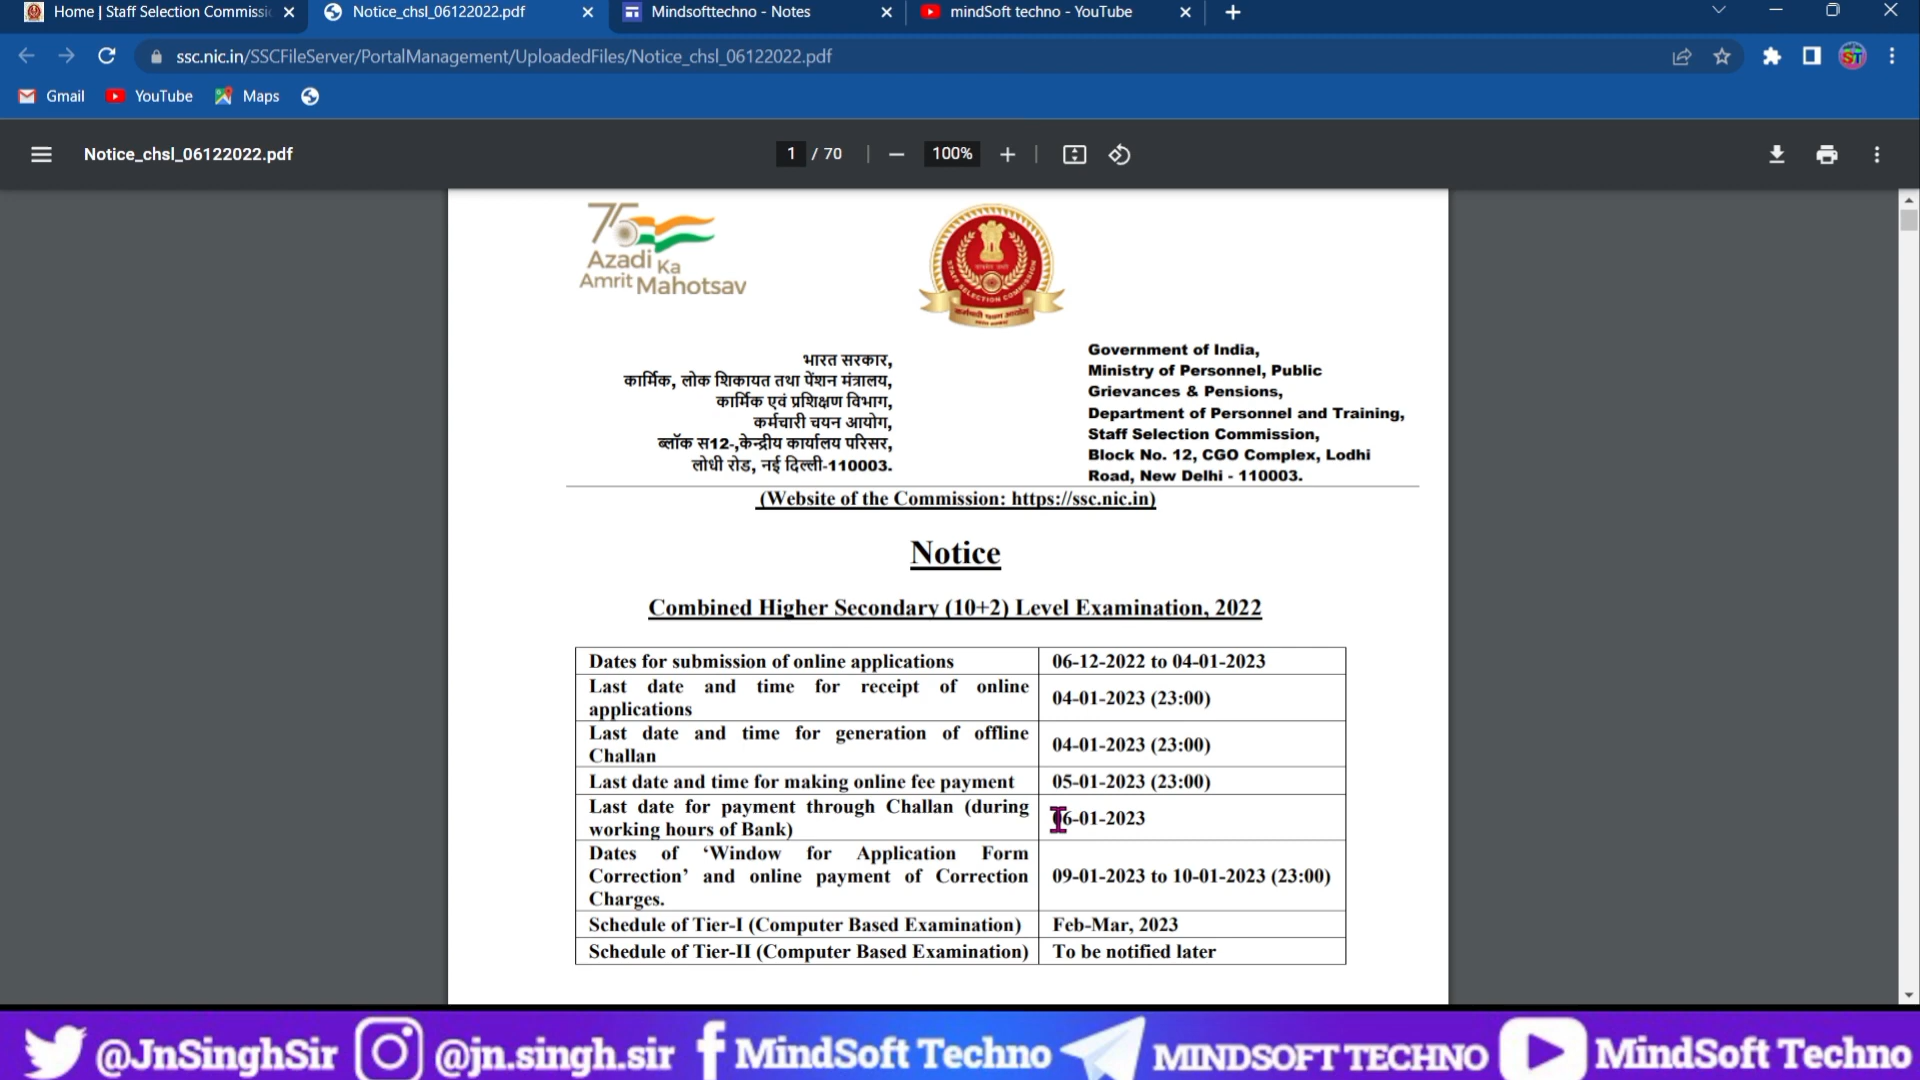 Home | Staff Selection Commissi
Notice_chsl_06122022.pdf
Mindsofttechno - Notes
mindSoft techno - YouTube
ssc.nic.in/SSCFileServer/PortalManagement/UploadedFiles/Notice_chsl_06122022.pdf
ST
Gmail
YouTube
Maps
Notice_chsl_06122022.pdf
1 / 70
100%
75
Azadi Ka
Amrit Mahotsav
STAFF SELECTION COMMISSION
कर्मचारी चयन आयोग
भारत सरकार,
कार्मिक, लोक शिकायत तथा पेंशन मंत्रालय,
कार्मिक एवं प्रशिक्षण विभाग,
कर्मचारी चयन आयोग,
ब्लॉक स12-,केन्द्रीय कार्यालय परिसर,
लोधी रोड, नई दिल्ली-110003.
Government of India,
Ministry of Personnel, Public
Grievances & Pensions,
Department of Personnel and Training,
Staff Selection Commission,
Block No. 12, CGO Complex, Lodhi
Road, New Delhi - 110003.
(Website of the Commission: https://ssc.nic.in)
Notice
Combined Higher Secondary (10+2) Level Examination, 2022
Dates for submission of online applications 06-12-2022 to 04-01-2023
Last date and time for receipt of online
applications 04-01-2023 (23:00)
Last date and time for generation of offline
Challan 04-01-2023 (23:00)
Last date and time for making online fee payment 05-01-2023 (23:00)
Last date for payment through Challan (during
working hours of Bank) 06-01-2023
Dates of ‘Window for Application Form
Correction’ and online payment of Correction 09-01-2023 to 10-01-2023 (23:00)
Charges.
Schedule of Tier-I (Computer Based Examination) Feb-Mar, 2023
Schedule of Tier-II (Computer Based Examination) To be notified later
@JnSinghSir @jn.singh.sir MindSoft Techno MINDSOFT TECHNO MindSoft Techno